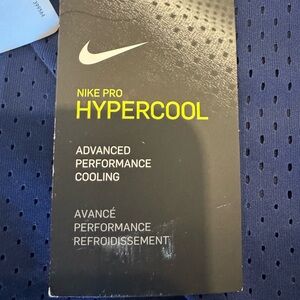 NIKE PRO
HYPERCOOL
ADVANCED
PERFORMANCE
COOLING
AVANCÉ
PERFORMANCE
REFROIDISSEMENT